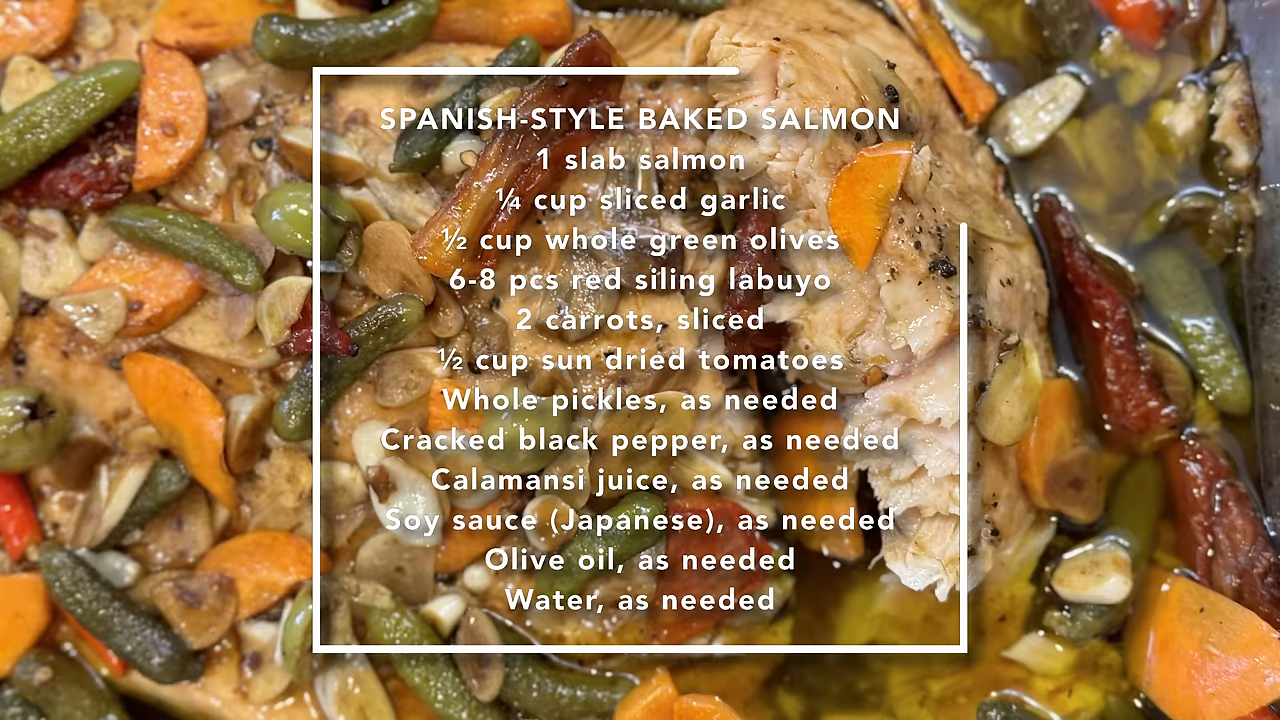 SPANISH-STYLE BAKED SALMON
1 slab salmon
¼ cup sliced garlic
½ cup whole green olives
6-8 pcs red siling labuyo
2 carrots, sliced
½ cup sun dried tomatoes
Whole pickles, as needed
Cracked black pepper, as needed
Calamansi juice, as needed
Soy sauce (Japanese), as needed
Olive oil, as needed
Water, as needed